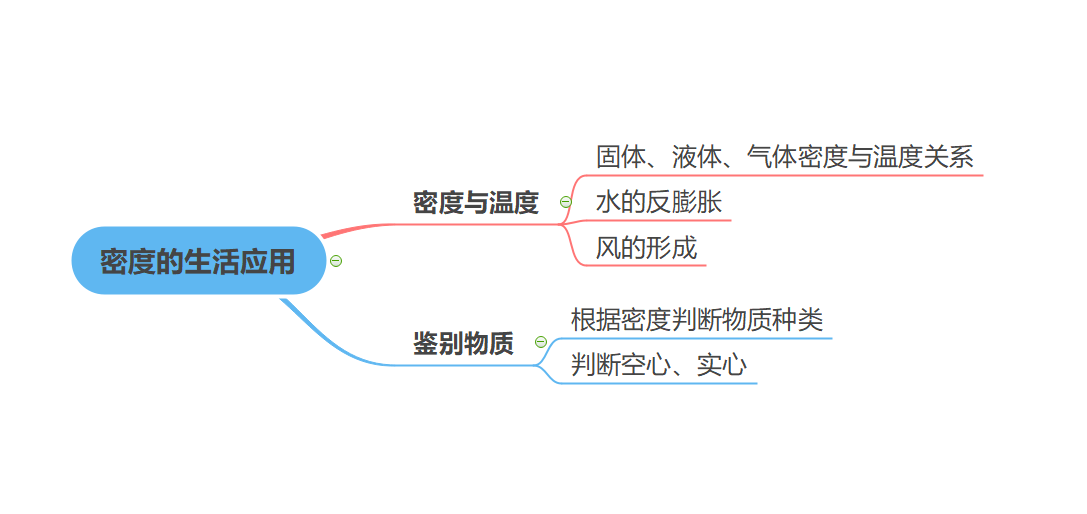 密度的生活应用
密度与温度
固体、液体、气体密度与温度关系
水的反膨胀
风的形成
鉴别物质
根据密度判断物质种类
判断空心、实心